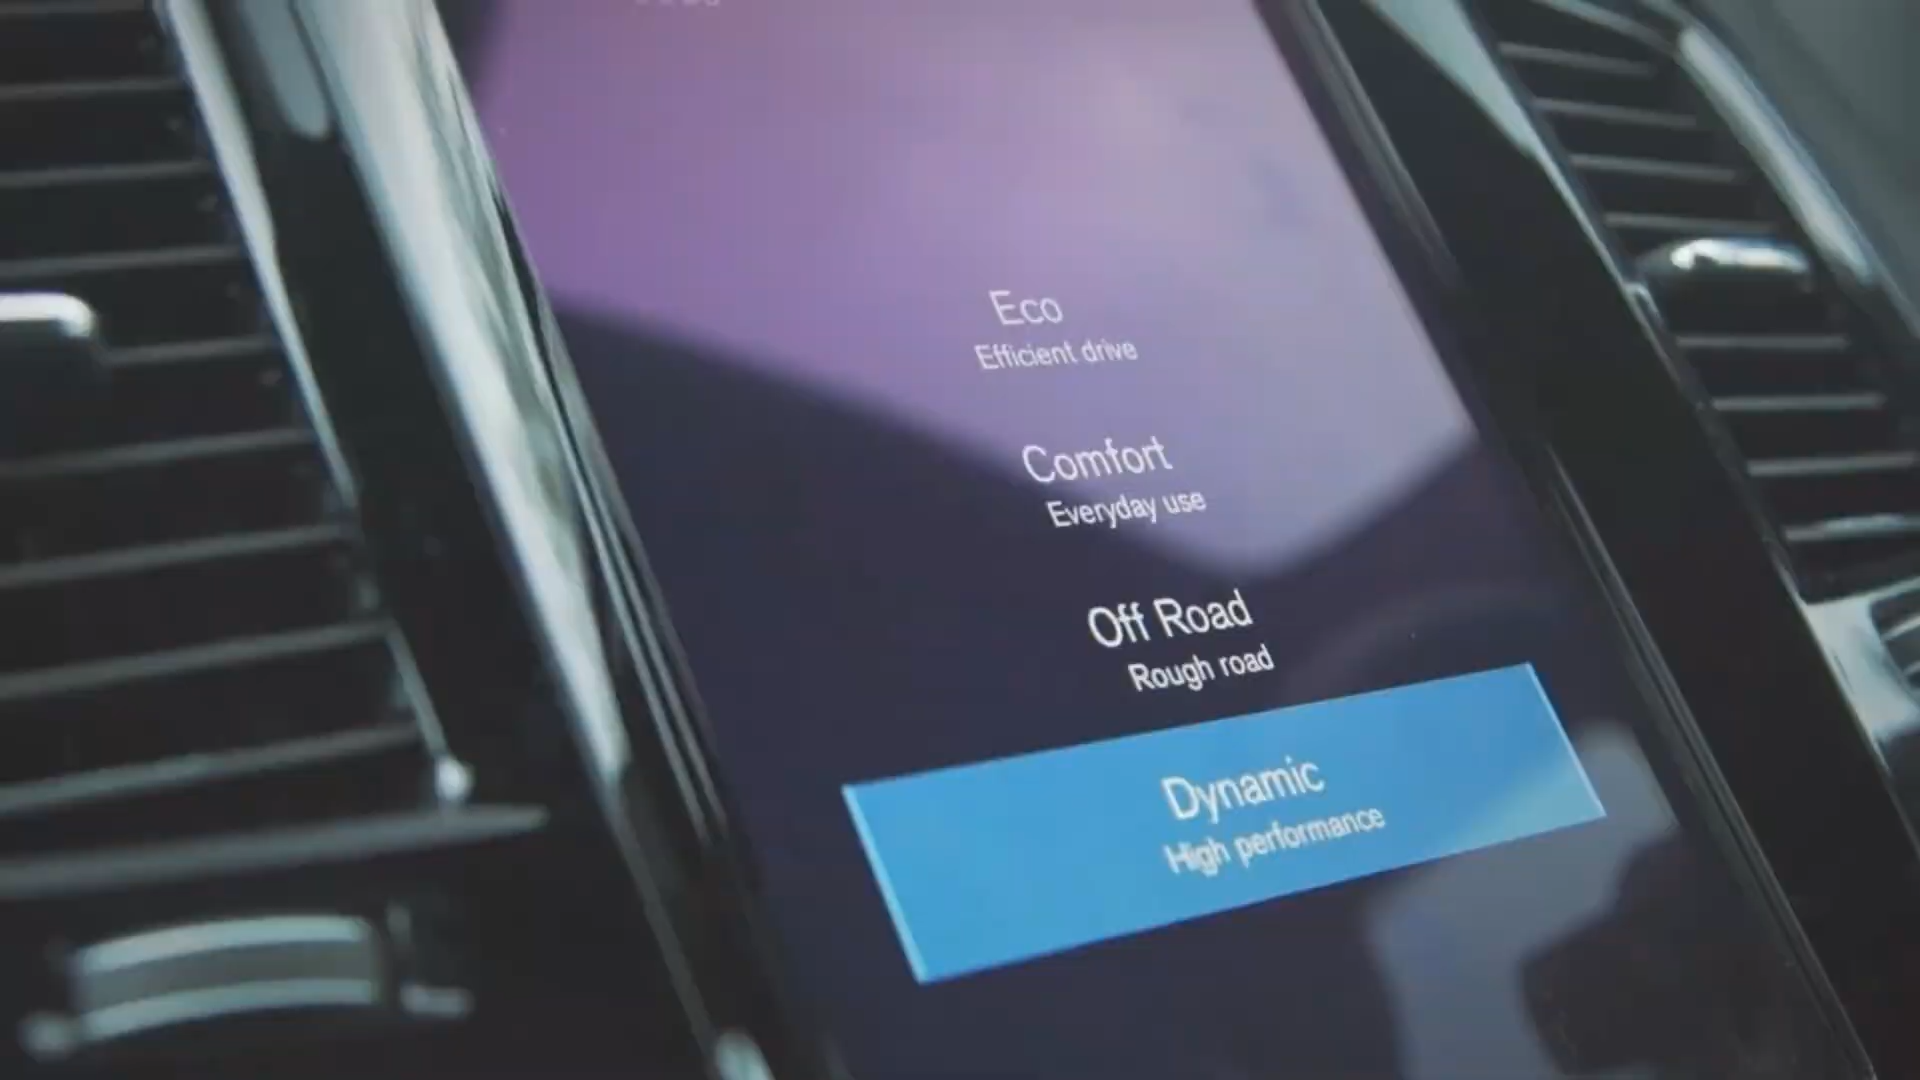 Eco
Efficient drive
Comfort
Everyday use
Off Road
Rough road
Dynamic
High performance